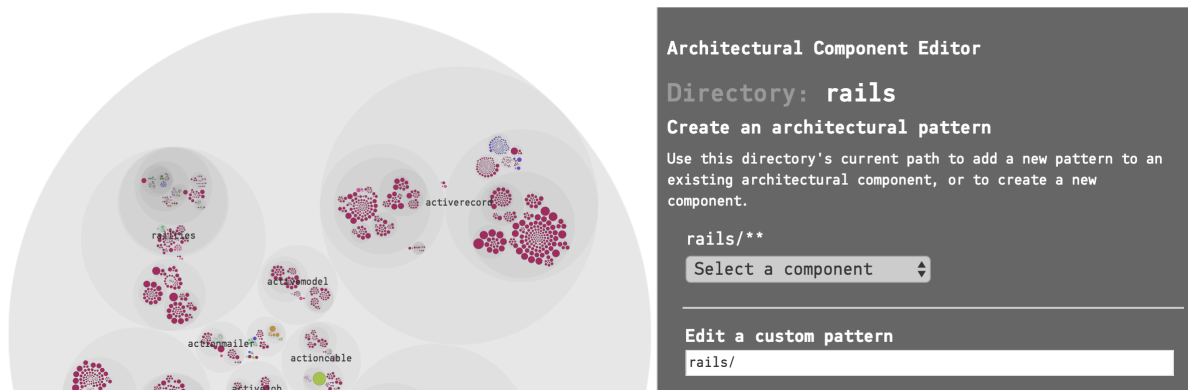 railties
activerecord
activemodel
actionmailer
actioncable
activejob
Architectural Component Editor
Directory: rails
Create an architectural pattern
Use this directory's current path to add a new pattern to an
existing architectural component, or to create a new
component.
rails/**
Select a component
Edit a custom pattern
rails/